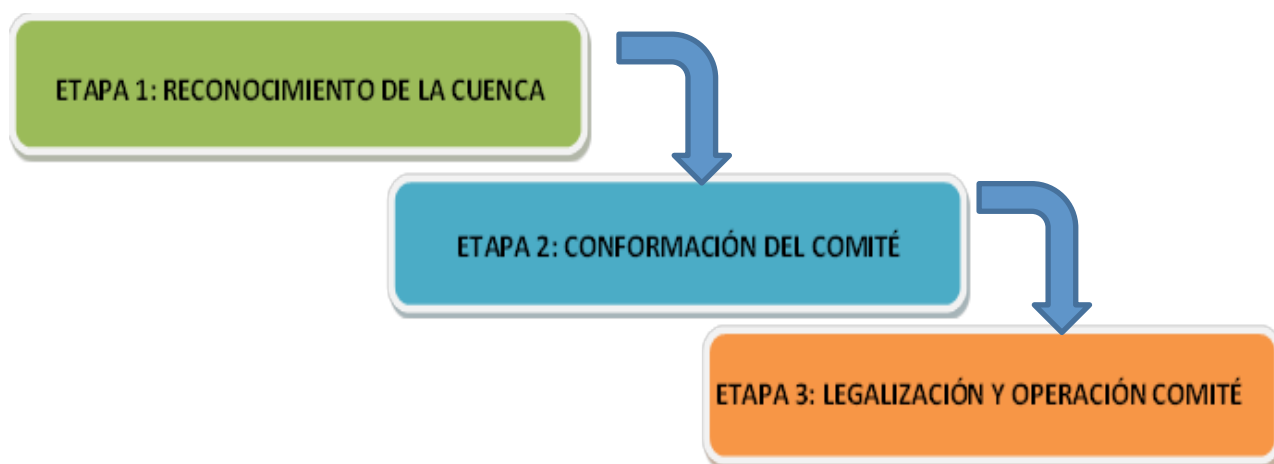 ETAPA 1: RECONOCIMIENTO DE LA CUENCA
ETAPA 2: CONFORMACIÓN DEL COMITÉ
ETAPA 3: LEGALIZACIÓN Y OPERACIÓN COMITÉ